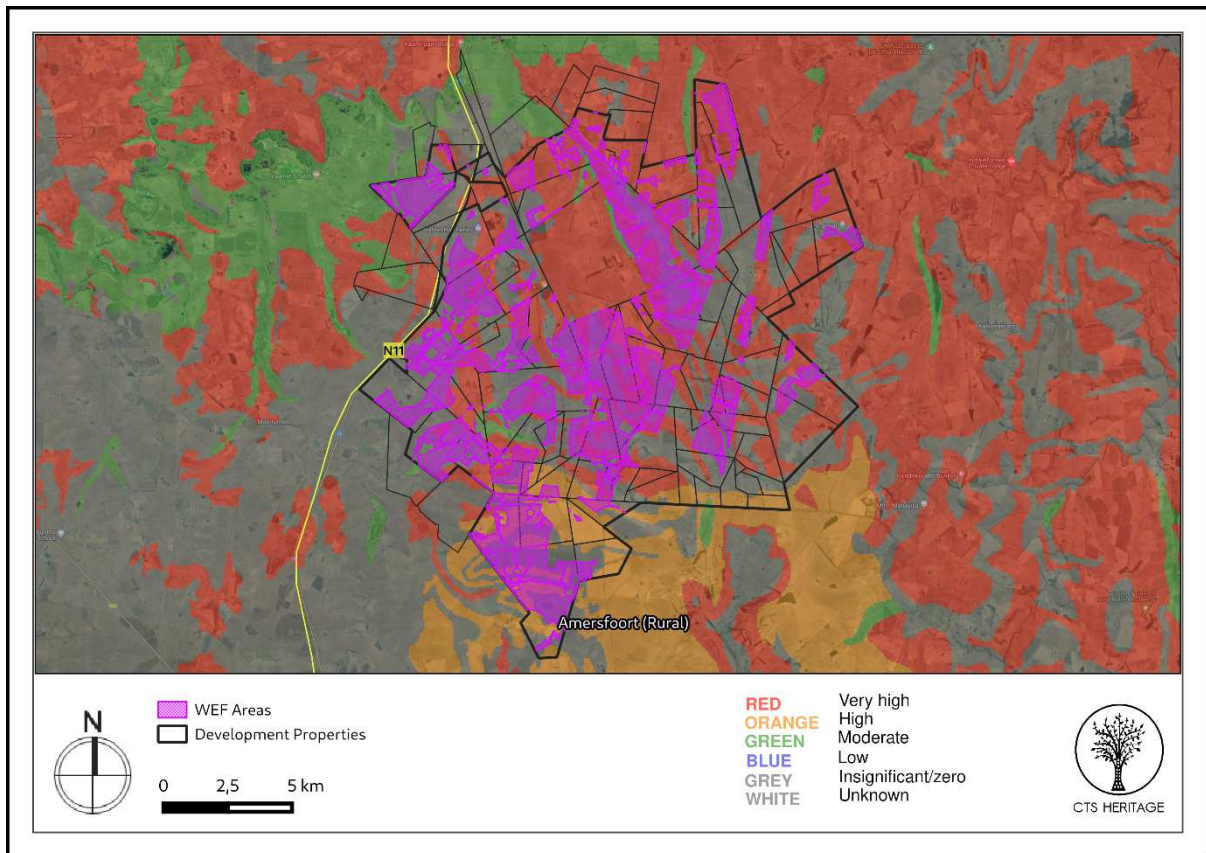 N11
Amersfoort (Rural)
N
0 2,5 5 km
WEF Areas
Development Properties
RED Very high
ORANGE High
GREEN Moderate
BLUE Low
GREY Insignificant/zero
WHITE Unknown
CTS HERITAGE